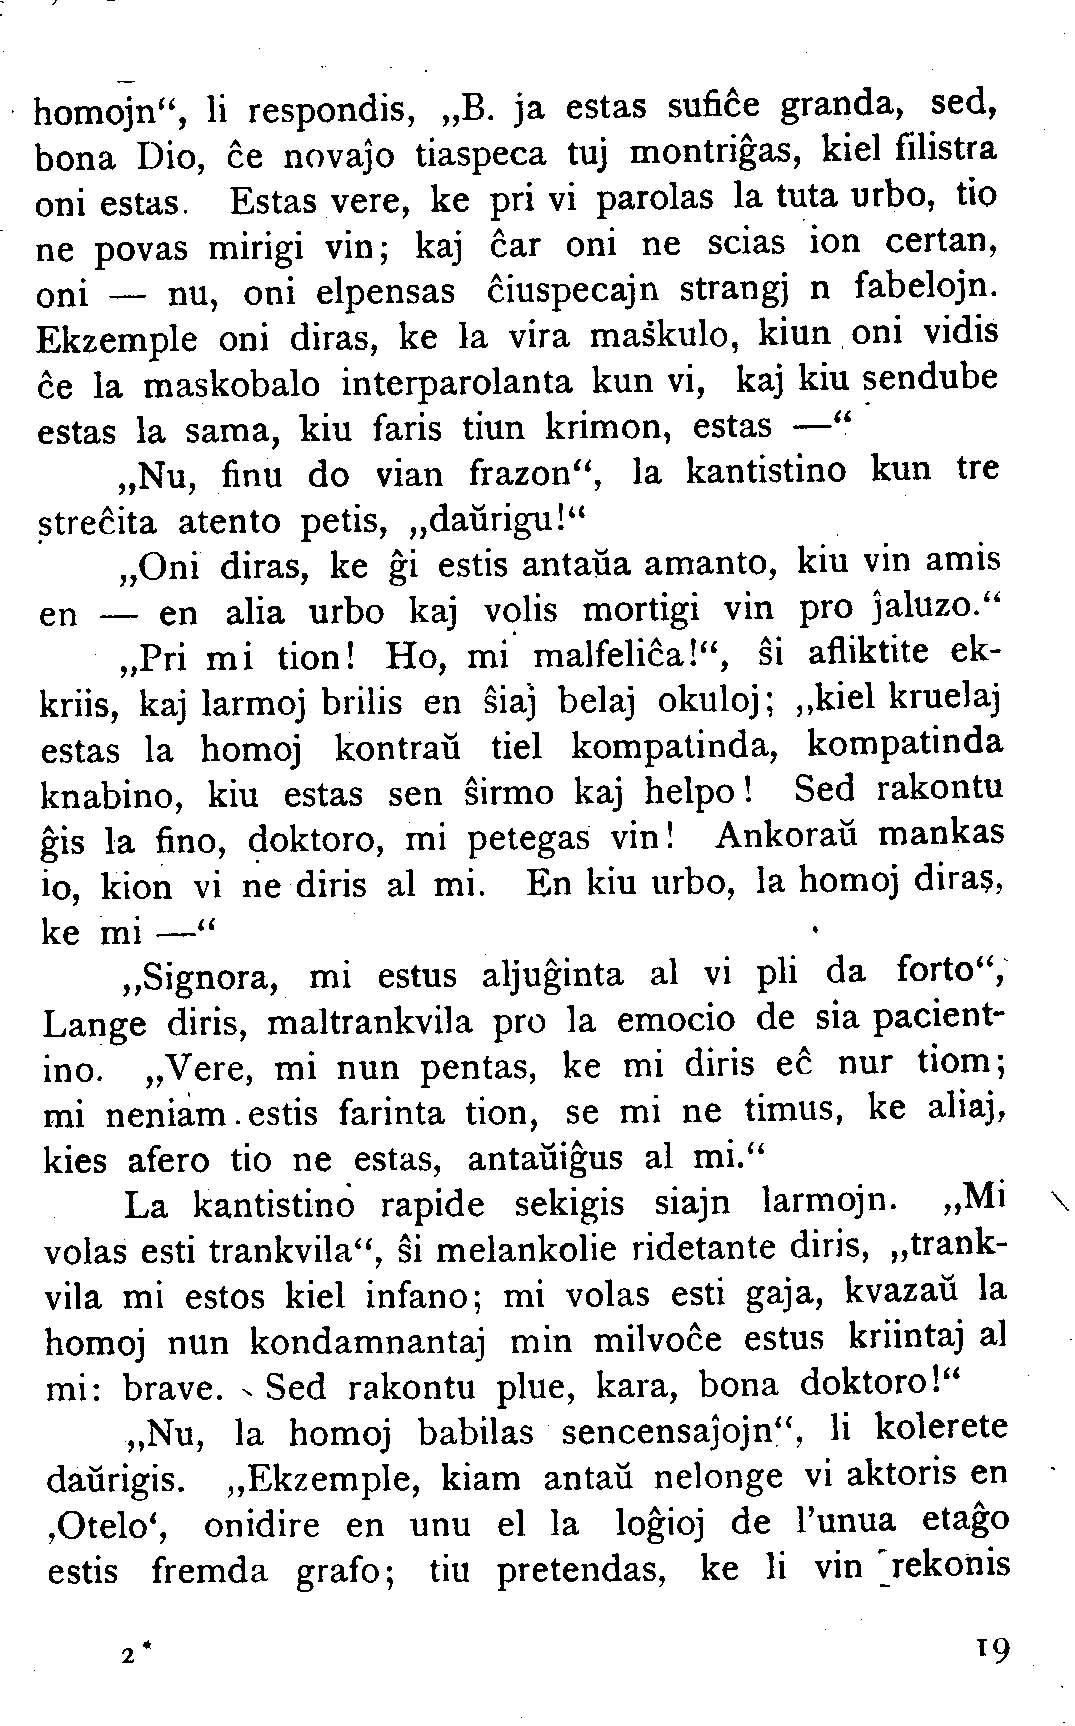 homojn“, li respondis, „B. ja estas sufiĉe granda, sed,
bona Dio, ĉe novaĵo tiaspeca tuj montriĝas, kiel filistra
oni estas. Estas vere, ke pri vi parolas la tuta urbo, tio
ne povas mirigi vin; kaj ĉar oni ne scias ion certan,
oni — nu, oni elpensas ĉiuspecajn strangj n fabelojn.
Ekzemple oni diras, ke la vira maskulo, kiun oni vidis
ĉe la maskobalo interparolanta kun vi, kaj kiu sendube
estas la sama, kiu faris tiun krimon, estas —“
„Nu, finu do vian frazon“, la kantistino kun tre
streĉita atento petis, „daŭrigu!“
„Oni diras, ke ĝi estis antaŭa amanto, kiu vin amis
en — en alia urbo kaj volis mortigi vin pro ĵaluzo.“
„Pri mi tion! Ho, mi malfeliĉa!“, ŝi afliktite ek-
kriis, kaj larmoj brilis en ŝiaj belaj okuloj; „kiel kruelaj
estas la homoj kontraŭ tiel kompatinda, kompatinda
knabino, kiu estas sen ŝirmo kaj helpo! Sed rakontu
ĝis la fino, doktoro, mi petegas vin! Ankoraŭ mankas
io, kion vi ne diris al mi. En kiu urbo, la homoj diras,
ke mi —“
„Signora, mi estus aljuĝinta al vi pli da forto“,
Lange diris, maltrankvila pro la emocio de sia pacient-
ino. „Vere, mi nun pentas, ke mi diris eĉ nur tiom;
mi neniam estis farinta tion, se mi ne timus, ke aliaj,
kies afero tio ne estas, antaŭiĝus al mi.“
La kantistino rapide sekigis siajn larmojn. „Mi
volas esti trankvila“, ŝi melankolie ridetante diris, „trank-
vila mi estos kiel infano; mi volas esti gaja, kvazaŭ la
homoj nun kondamnantaj min milvoĉe estus kriintaj al
mi: brave. Sed rakontu plue, kara, bona doktoro!“
„Nu, la homoj babilas sencensaĵojn“, li kolerete
daŭrigis. „Ekzemple, kiam antaŭ nelonge vi aktoris en
‚Otelo‘, onidire en unu el la loĝioj de l'unua etaĝo
estis fremda grafo; tiu pretendas, ke li vin rekonis
2*
19